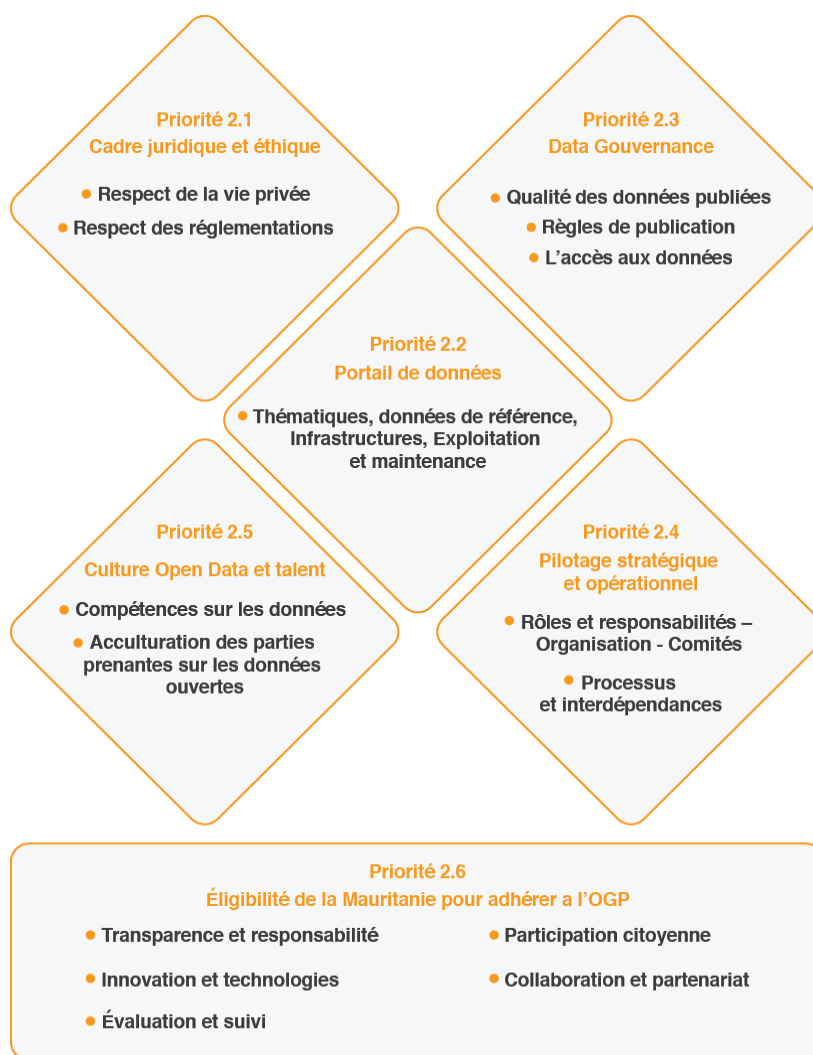 Priorité 2.1
Cadre juridique et éthique
• Respect de la vie privée
• Respect des réglementations
Priorité 2.3
Data Gouvernance
• Qualité des données publiées
• Règles de publication
• L’accès aux données
Priorité 2.2
Portail de données
• Thématiques, données de référence,
Infrastructures, Exploitation
et maintenance
Priorité 2.5
Culture Open Data et talent
• Compétences sur les données
• Acculturation des parties
prenantes sur les données
ouvertes
Priorité 2.4
Pilotage stratégique
et opérationnel
• Rôles et responsabilités –
Organisation - Comités
• Processus
et interdépendances
Priorité 2.6
Éligibilité de la Mauritanie pour adhérer a l’OGP
• Transparence et responsabilité
• Innovation et technologies
• Évaluation et suivi
• Participation citoyenne
• Collaboration et partenariat